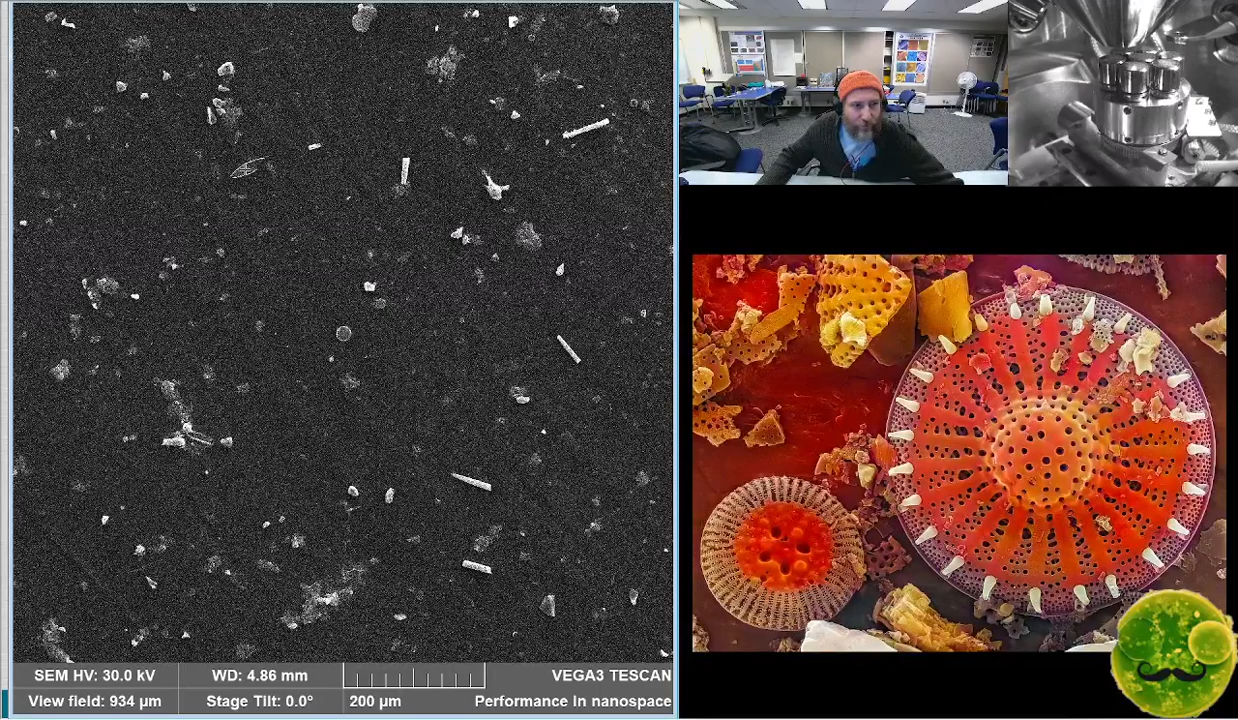 SEM HV: 30.0 kV
WD: 4.86 mm
VEGA3 TESCAN
View field: 934 µm
Stage Tilt: 0.0°
200 µm
Performance in nanospace